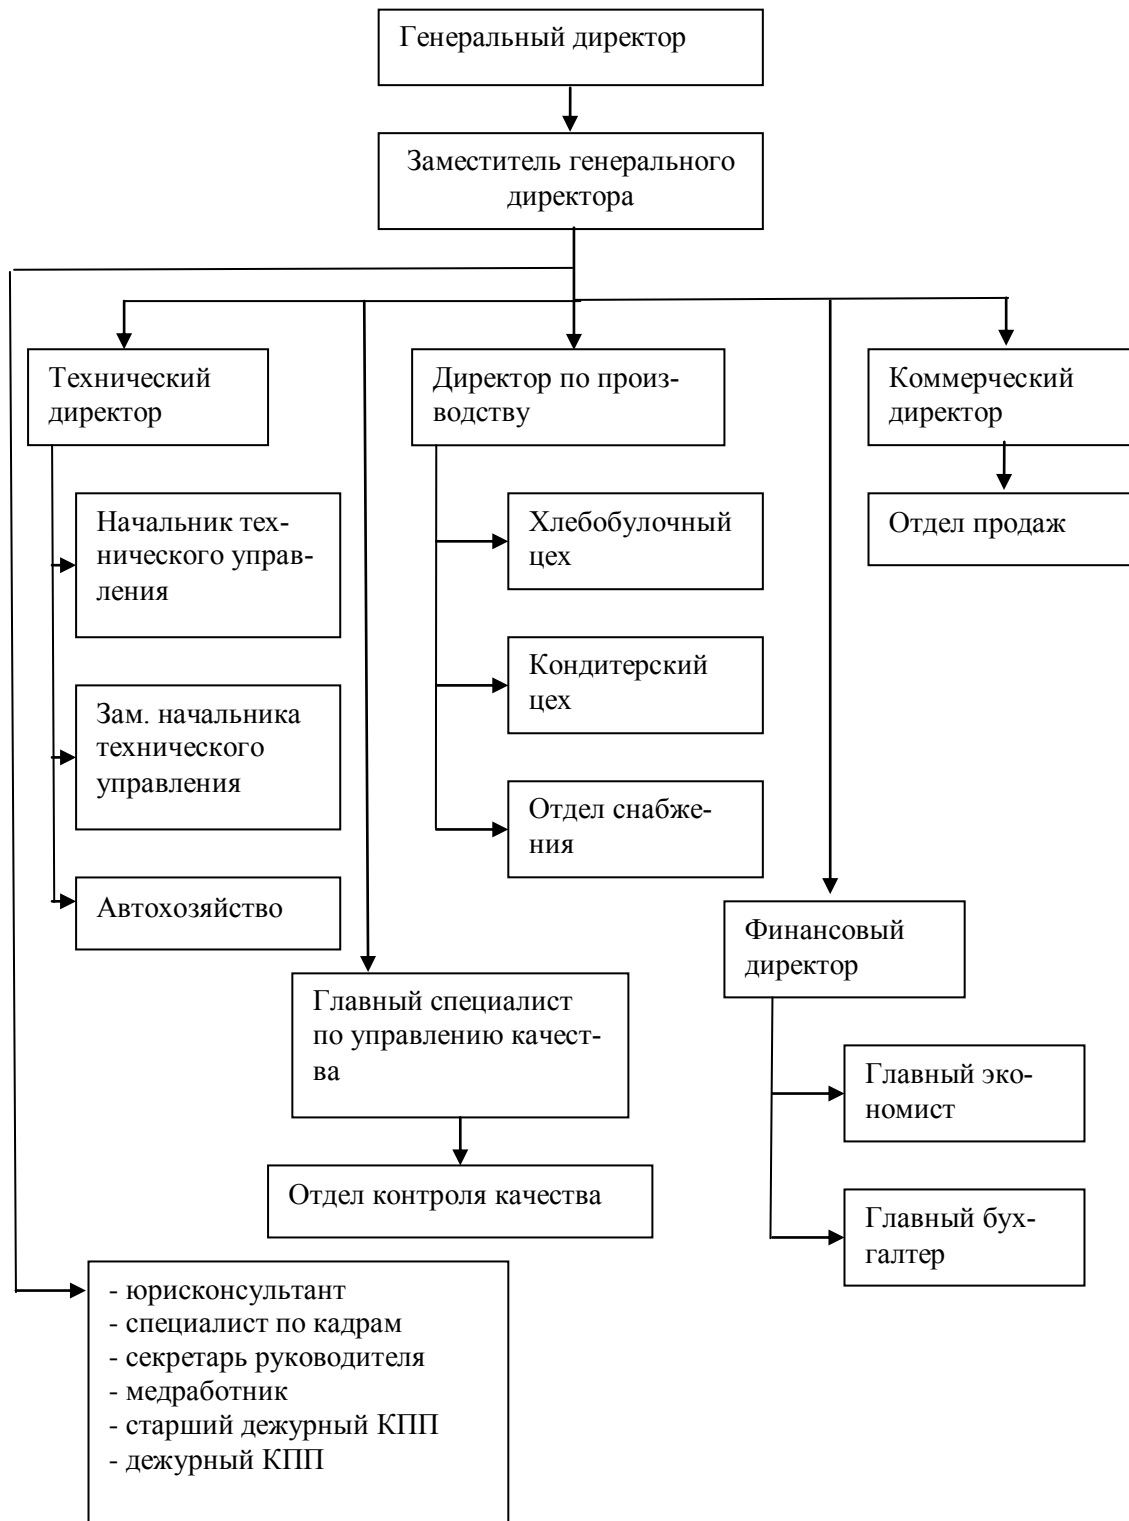 Генеральный директор
Заместитель генерального
директора
Технический
директор
Директор по произ-
водству
Коммерческий
директор
Начальник тех-
нического управ-
ления
Хлебобулочный
цех
Отдел продаж
Зам. начальника
технического
управления
Кондитерский
цех
Отдел снабже-
ния
Автохозяйство
Финансовый
директор
Главный специалист
по управлению качест-
ва
Главный эко-
номист
Отдел контроля качества
Главный бух-
галтер
- юрисконсультант
- специалист по кадрам
- секретарь руководителя
- медработник
- старший дежурный КПП
- дежурный КПП